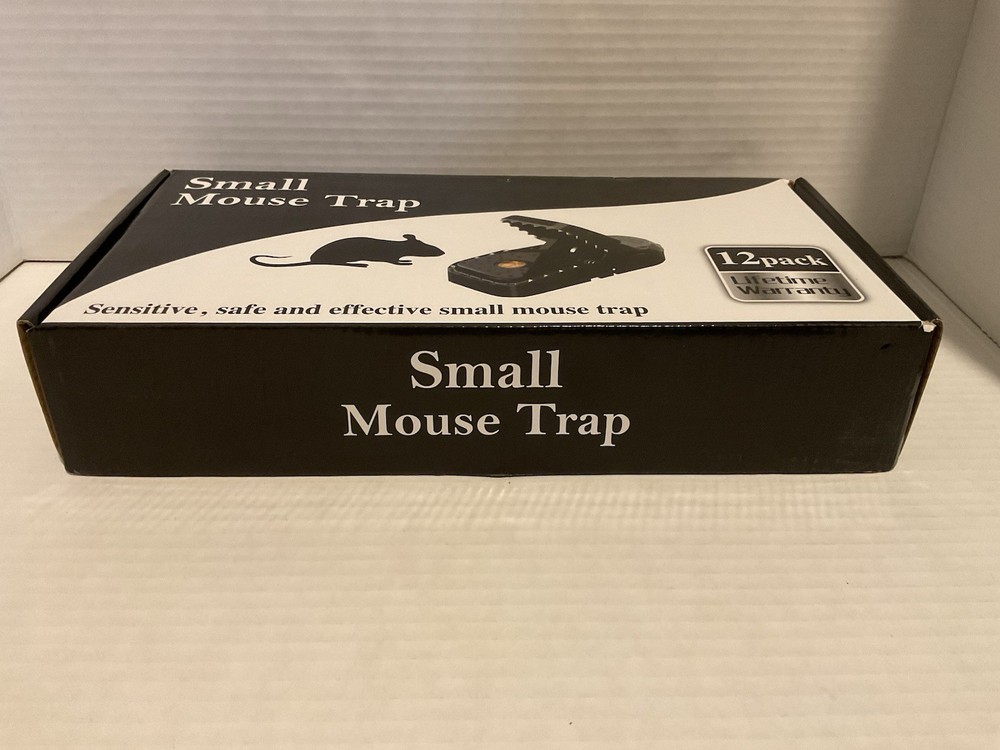 Small
Mouse Trap
12pack
Lifetime
Warranty
Sensitive, safe and effective small mouse trap
Small
Mouse Trap